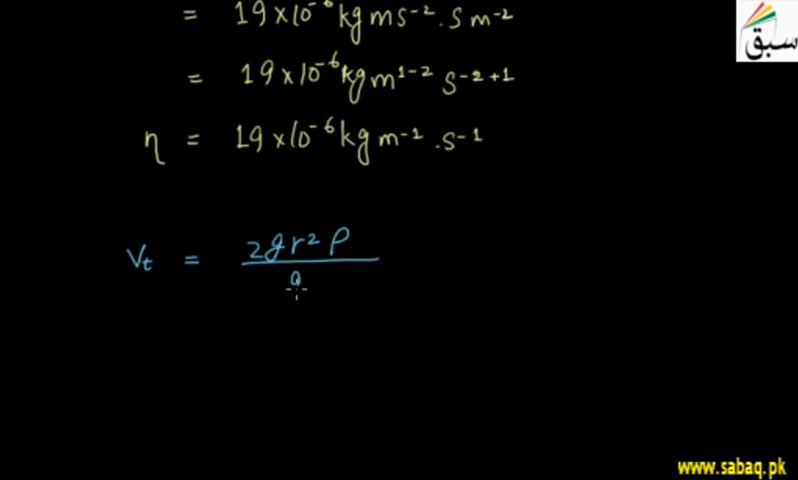 = 19×10⁻⁶ kg ms⁻² . s m⁻²
سبق
= 19×10⁻⁶ kg m¹⁻² s⁻²⁺¹
η = 19×10⁻⁶ kg m⁻¹ . s⁻¹
Vt = 2gr²ρ
www.sabaq.pk